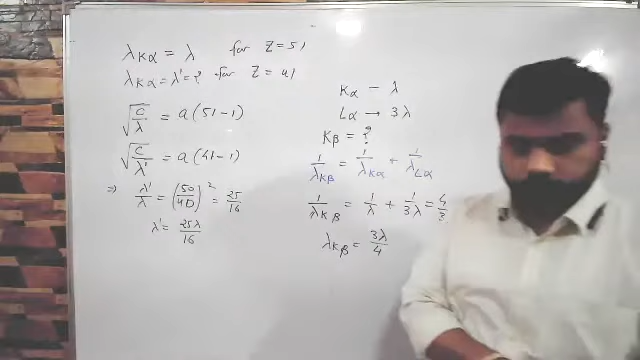 λKα = λ for Z = 51
λKα = λ' = ? for Z = 41
√(c/λ) = a(51-1)
√(c/λ') = a(41-1)
⇒ λ'/λ = (50/40)² = 25/16
λ' = 25λ/16
Kα - λ
Lα → 3λ
Kβ = ?
1/λKβ = 1/λKα + 1/λLα
1/λKβ = 1/λ + 1/3λ = 4/3
λKβ = 3λ/4